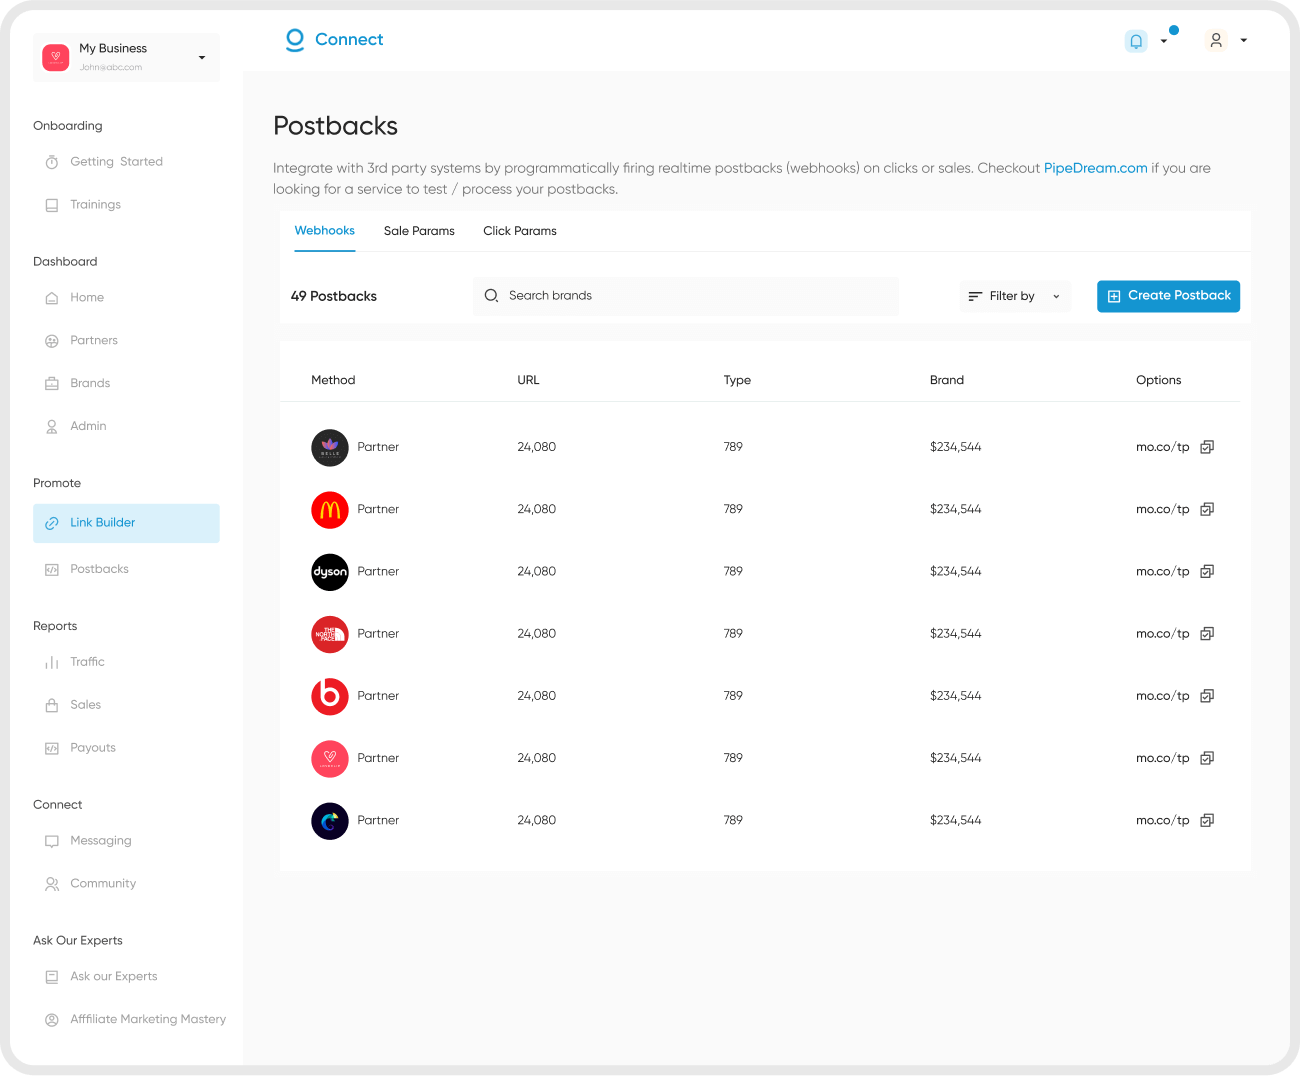 My Business
John@abc.com
Connect
Onboarding
Getting Started
Trainings
Dashboard
Home
Partners
Brands
Admin
Promote
Link Builder
Postbacks
Reports
Traffic
Sales
Payouts
Connect
Messaging
Community
Ask Our Experts
Ask our Experts
Afffiliate Marketing Mastery
Postbacks
Integrate with 3rd party systems by programmatically firing realtime postbacks (webhooks) on clicks or sales. Checkout PipeDream.com if you are
looking for a service to test / process your postbacks.
Webhooks Sale Params Click Params
49 Postbacks Search brands Filter by Create Postback
Method URL Type Brand Options
BELLE Partner 24,080 789 $234,544 mo.co/tp
Partner 24,080 789 $234,544 mo.co/tp
dyson Partner 24,080 789 $234,544 mo.co/tp
THE
NORTH
FACE
Partner 24,080 789 $234,544 mo.co/tp
Partner 24,080 789 $234,544 mo.co/tp
Partner 24,080 789 $234,544 mo.co/tp
Partner 24,080 789 $234,544 mo.co/tp